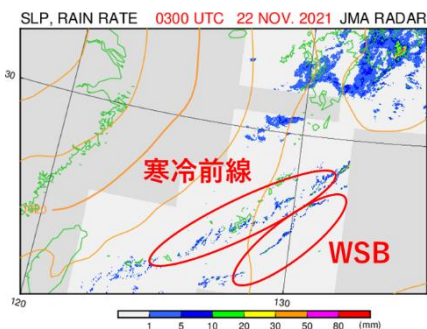 SLP, RAIN RATE 0300 UTC 22 NOV. 2021 JMA RADAR
30
寒冷前線
WSB
120
130
1 5 10 20 30 50 80 (mm)